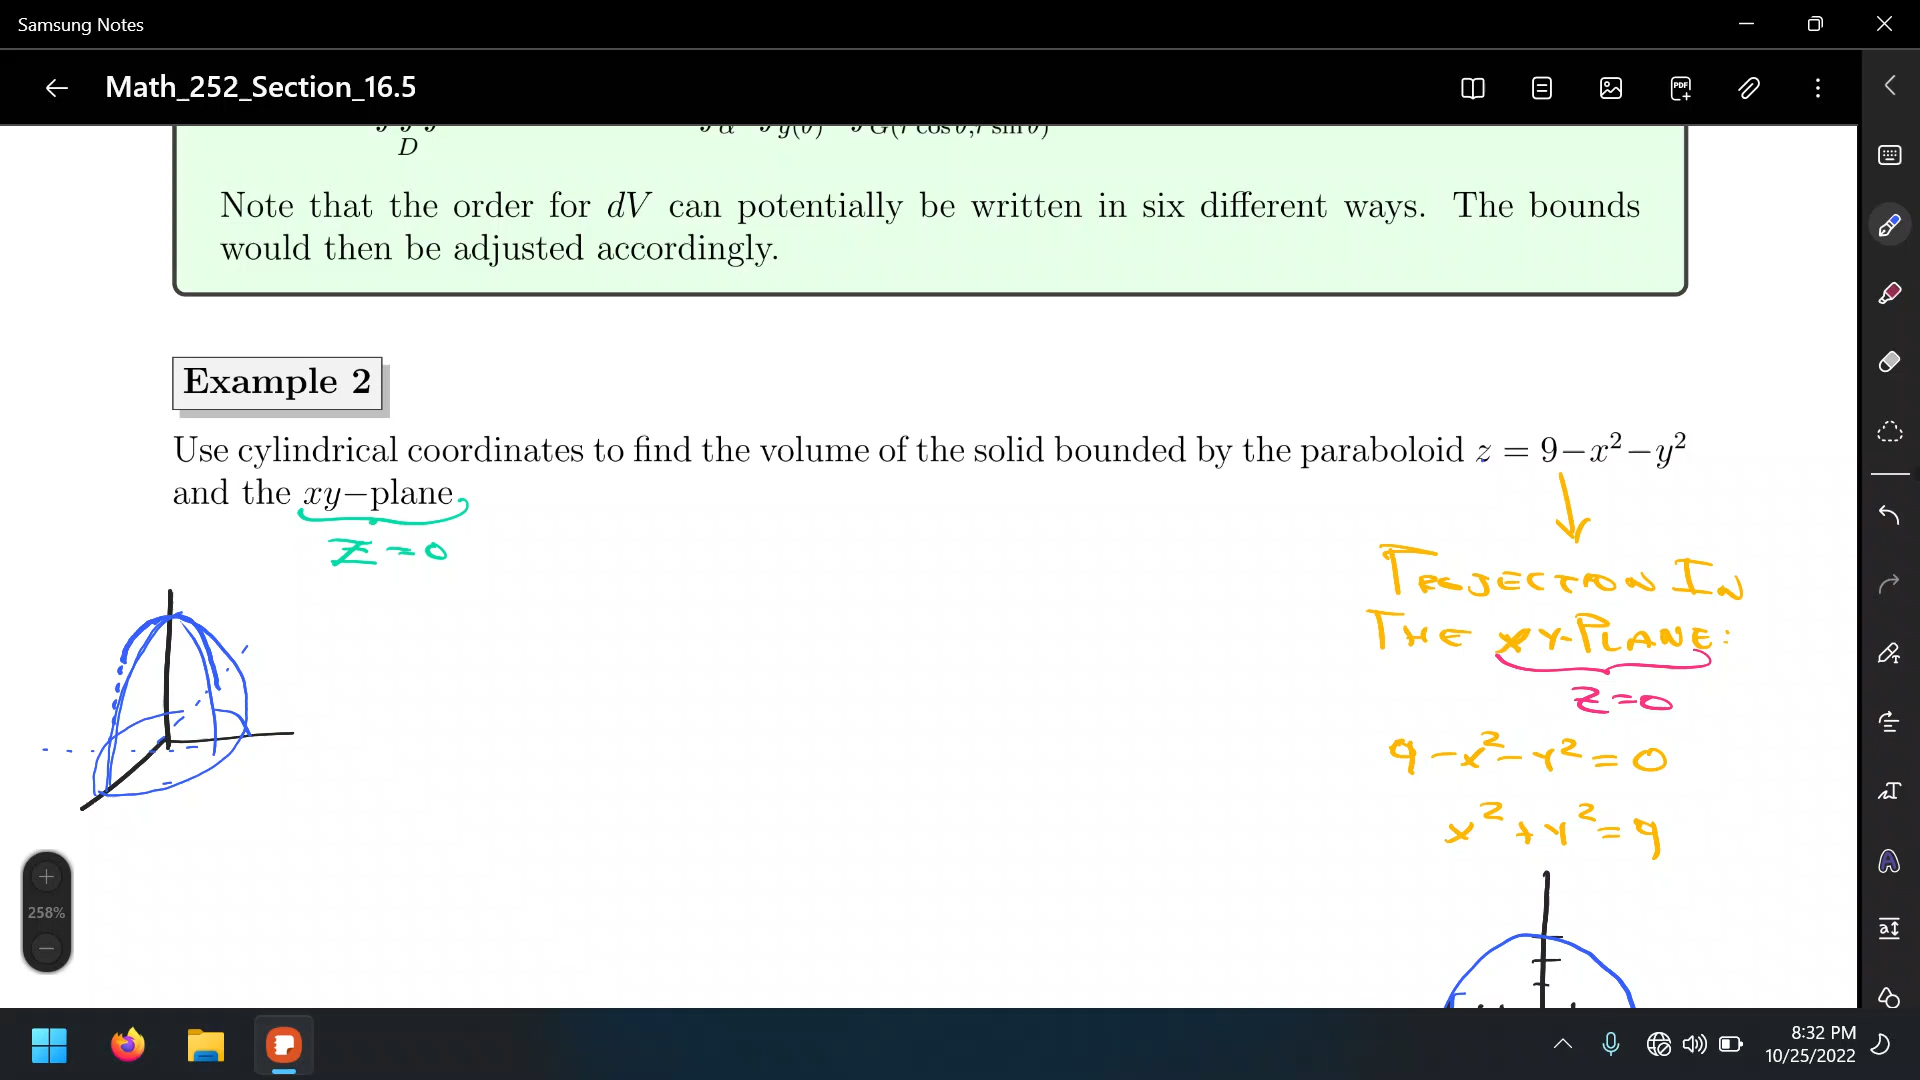 Samsung Notes
Math_252_Section_16.5
D
Note that the order for dV can potentially be written in six different ways. The bounds
would then be adjusted accordingly.
Example 2
Use cylindrical coordinates to find the volume of the solid bounded by the paraboloid z = 9−x²−y²
and the xy−plane.
z = 0
PROJECTION IN
THE XY-PLANE:
z = 0
9 − x² − y² = 0
x² + y² = 9
258%
8:32 PM
10/25/2022